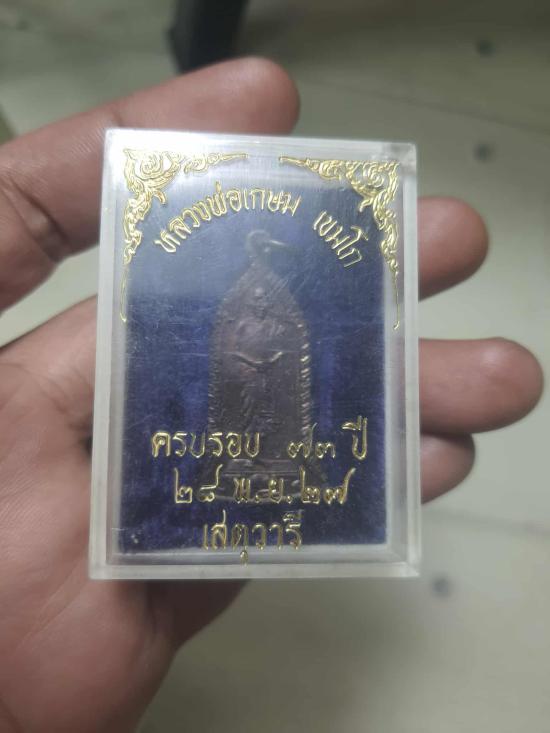 หลวงพ่อเกษม เขมโก
ครบรอบ ๗๓ ปี
๒๘ พ.ย. ๒๗
เสตุวารี